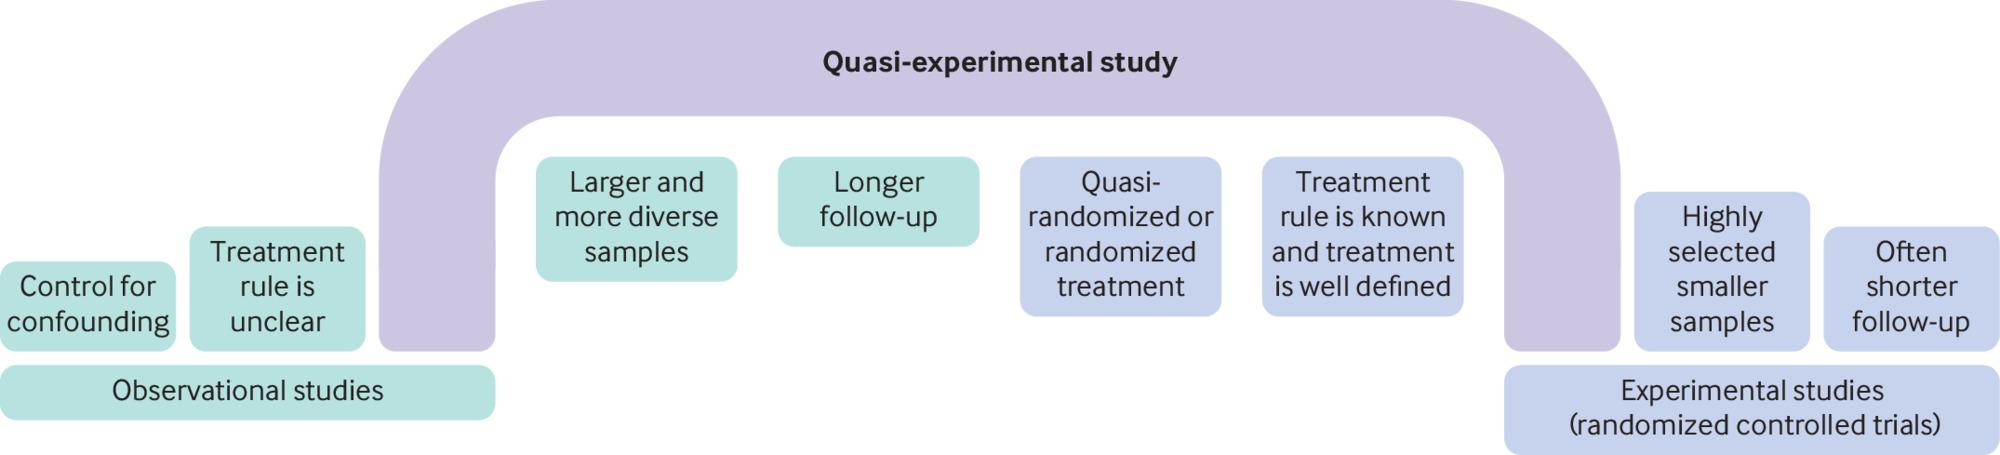 Quasi-experimental study
Larger and
more diverse
samples
Longer
follow-up
Quasi-
randomized or
randomized
treatment
Treatment
rule is known
and treatment
is well defined
Control for
confounding
Treatment
rule is
unclear
Highly
selected
smaller
samples
Often
shorter
follow-up
Observational studies
Experimental studies
(randomized controlled trials)